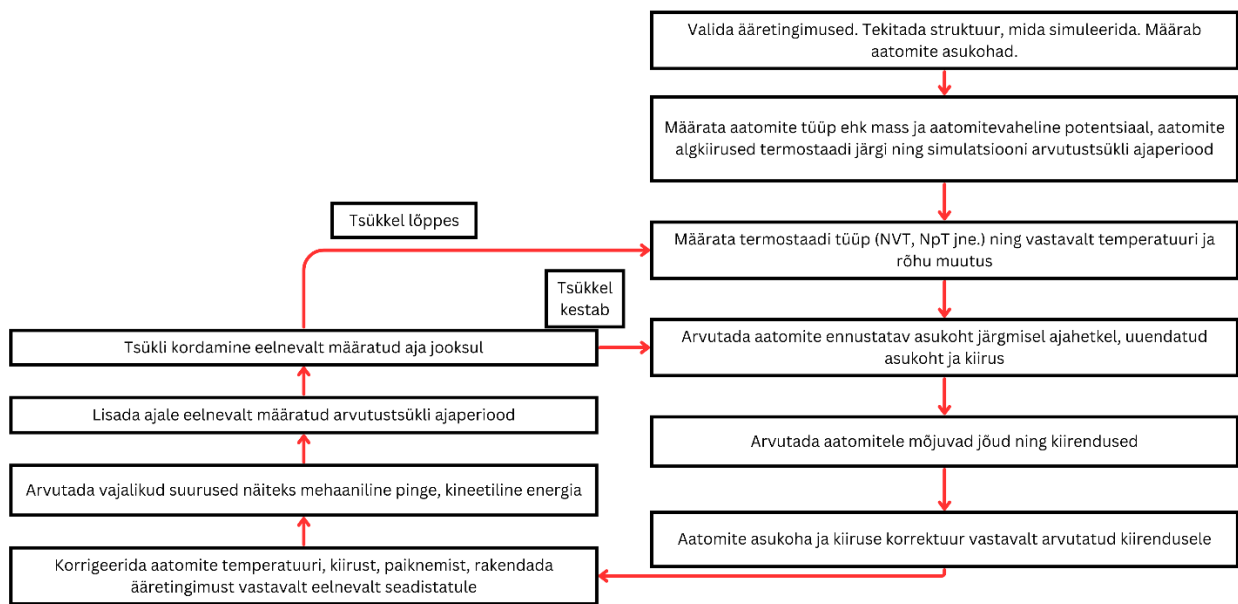 Valida ääretingimused. Tekitada struktuur, mida simuleerida. Määrab
aatomite asukohad.
Määrata aatomite tüüp ehk mass ja aatomitevaheline potentsiaal, aatomite
algkiirused termostaadi järgi ning simulatsiooni arvutustsükli ajaperiood
Tsükkel lõppes
Määrata termostaadi tüüp (NVT, NpT jne.) ning vastavalt temperatuuri ja
rõhu muutus
Tsükkel
kestab
Arvutada aatomite ennustatav asukoht järgmisel ajahetkel, uuendatud
asukoht ja kiirus
Tsükli kordamine eelnevalt määratud aja jooksul
Lisada ajale eelnevalt määratud arvutustsükli ajaperiood
Arvutada aatomitele mõjuvad jõud ning kiirendused
Arvutada vajalikud suurused näiteks mehaaniline pinge, kineetiline energia
Aatomite asukoha ja kiiruse korrektuur vastavalt arvutatud kiirendusele
Korrigeerida aatomite temperatuuri, kiirust, paiknemist, rakendada
ääretingimust vastavalt eelnevalt seadistatule